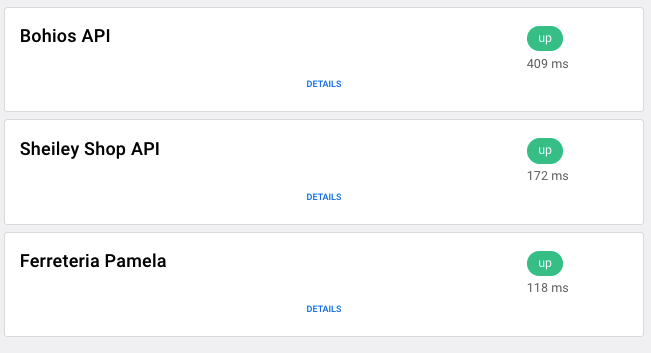 Bohios API
up
409 ms
DETAILS
Sheiley Shop API
up
172 ms
DETAILS
Ferreteria Pamela
up
118 ms
DETAILS